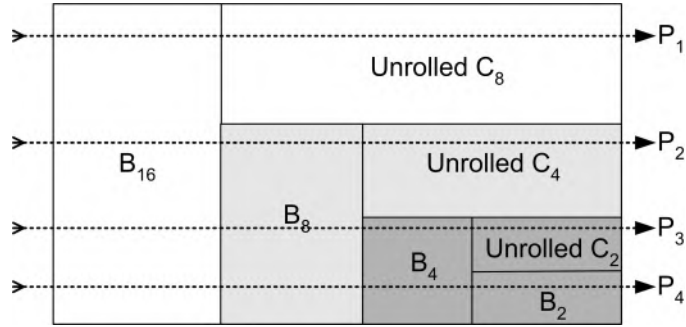 P₁
Unrolled C₈
P₂
Unrolled C₄
B₁₆
B₈
P₃
Unrolled C₂
B₄
P₄
B₂